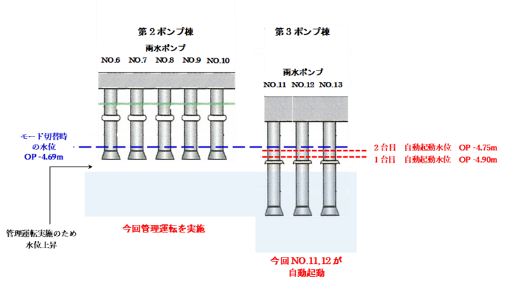 第２ポンプ棟
第３ポンプ棟
雨水ポンプ
NO.6 NO.7 NO.8 NO.9 NO.10
雨水ポンプ
NO.11 NO.12 NO.13
モード切替時
の水位
OP -4.69m
２台目　自動起動水位　OP -4.75m
１台目　自動起動水位　OP -4.90m
管理運転実施のため
水位上昇
今回管理運転を実施
今回NO.11,12が
自動起動